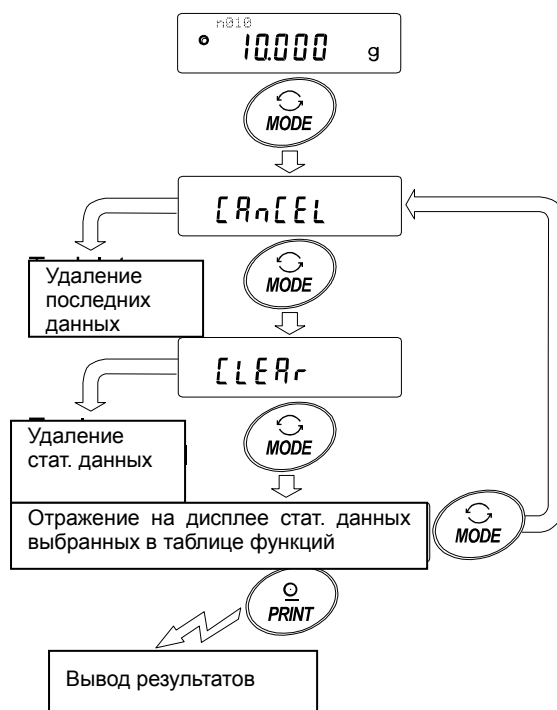 n010
10.000 g
MODE
CAnCEL
Удаление
последних
данных
MODE
CLEAr
Удаление
стат. данных
MODE
Отражение на дисплее стат. данных
выбранных в таблице функций
MODE
PRINT
Вывод результатов